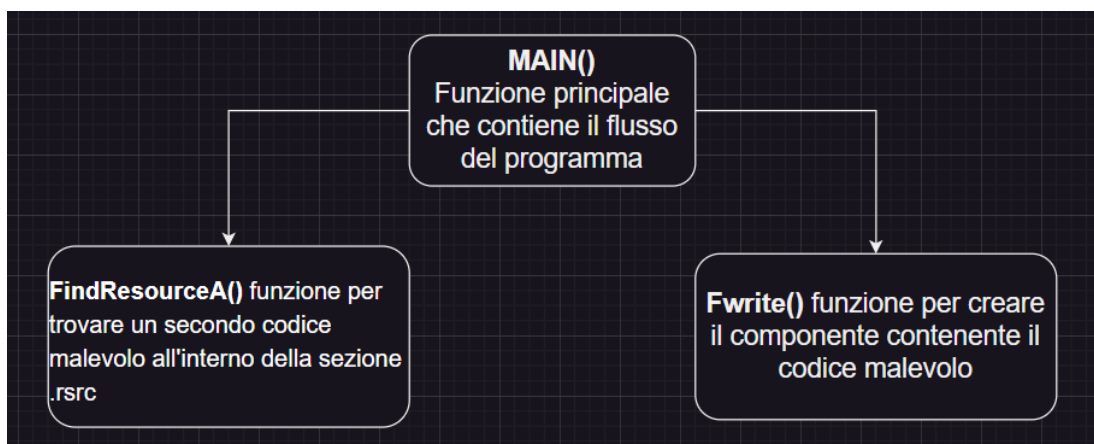 MAIN()
Funzione principale
che contiene il flusso
del programma
FindResourceA() funzione per
trovare un secondo codice
malevolo all'interno della sezione
.rsrc
Fwrite() funzione per creare
il componente contenente il
codice malevolo